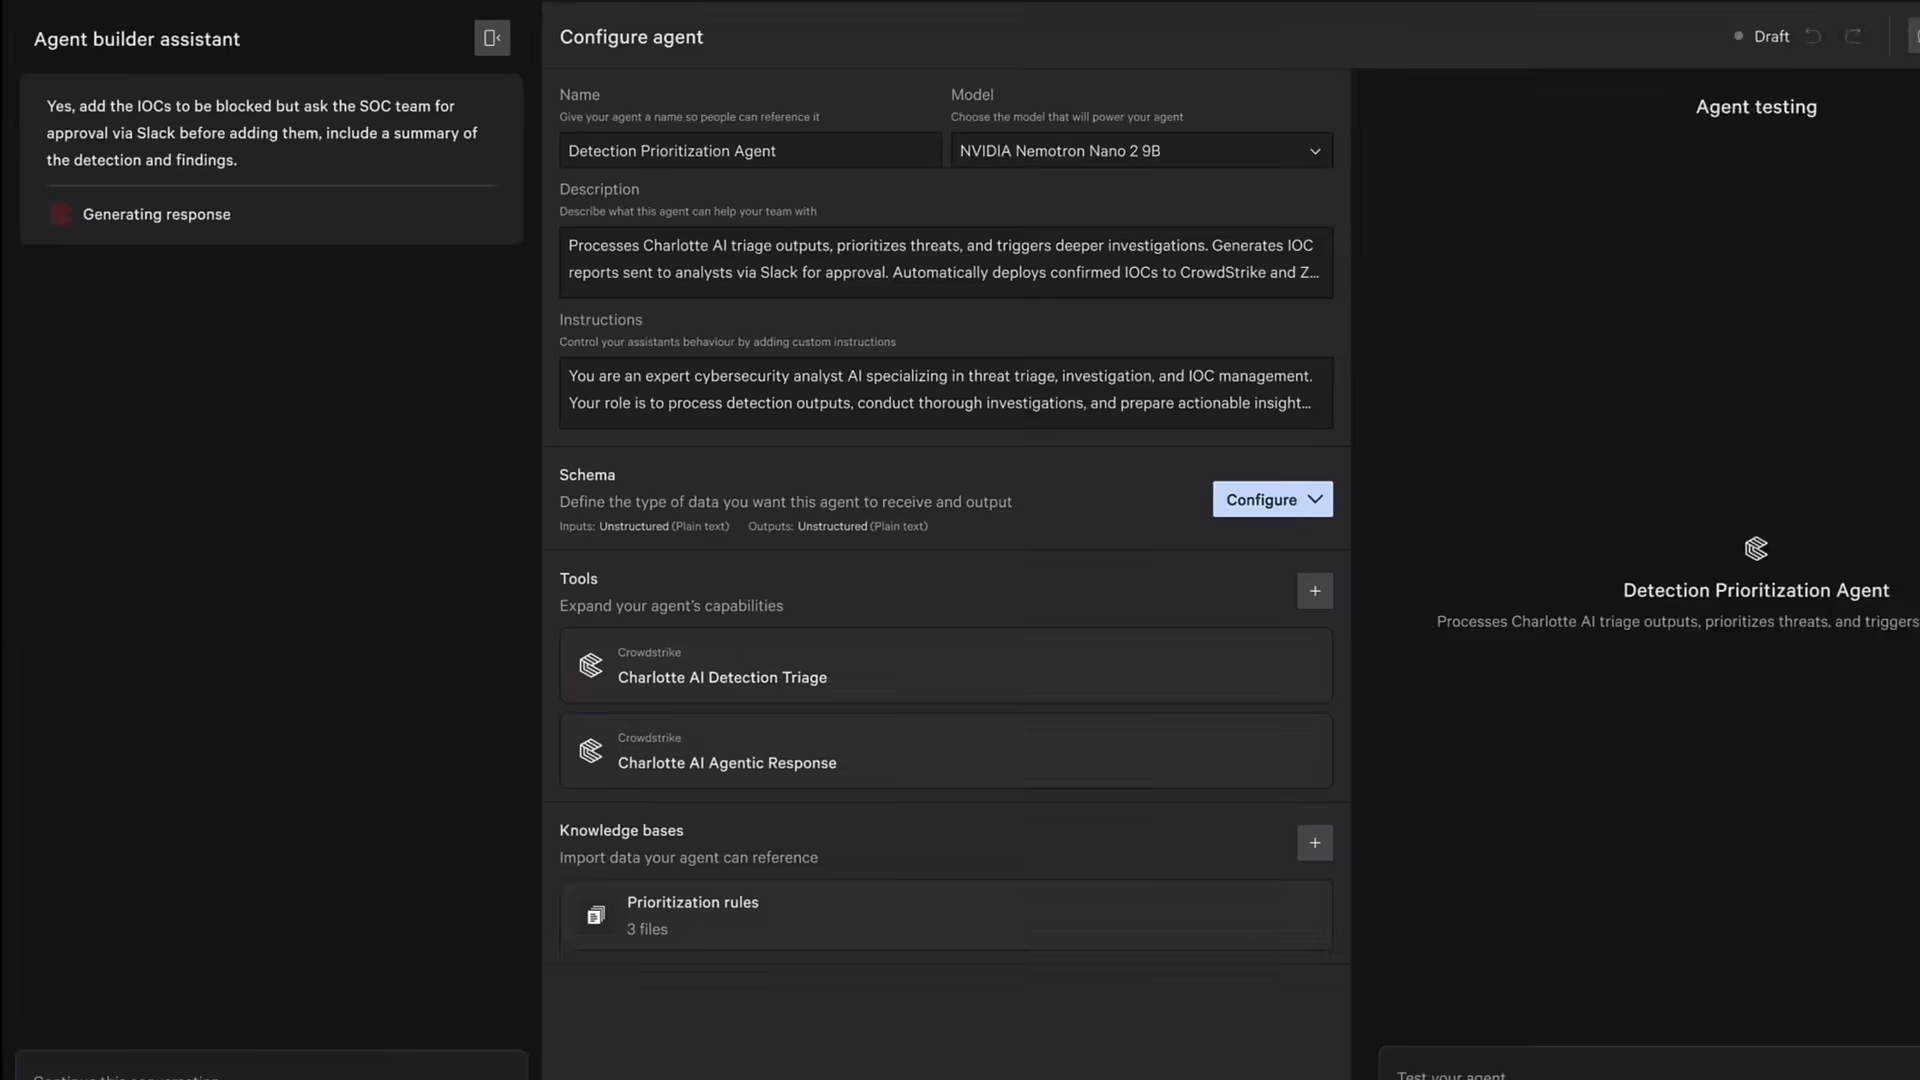 Agent builder assistant
Yes, add the IOCs to be blocked but ask the SOC team for
approval via Slack before adding them, include a summary of
the detection and findings.
Generating response
Configure agent
Draft
Name
Give your agent a name so people can reference it
Detection Prioritization Agent
Model
Choose the model that will power your agent
NVIDIA Nemotron Nano 2 9B
Description
Describe what this agent can help your team with
Processes Charlotte AI triage outputs, prioritizes threats, and triggers deeper investigations. Generates IOC
reports sent to analysts via Slack for approval. Automatically deploys confirmed IOCs to CrowdStrike and Z...
Instructions
Control your assistants behaviour by adding custom instructions
You are an expert cybersecurity analyst AI specializing in threat triage, investigation, and IOC management.
Your role is to process detection outputs, conduct thorough investigations, and prepare actionable insight...
Schema
Define the type of data you want this agent to receive and output
Inputs: Unstructured (Plain text) Outputs: Unstructured (Plain text)
Configure
Tools
Expand your agent's capabilities
Crowdstrike
Charlotte AI Detection Triage
Crowdstrike
Charlotte AI Agentic Response
Knowledge bases
Import data your agent can reference
Prioritization rules
3 files
Agent testing
Detection Prioritization Agent
Processes Charlotte AI triage outputs, prioritizes threats, and triggers
Continue this conversation
Test your agent